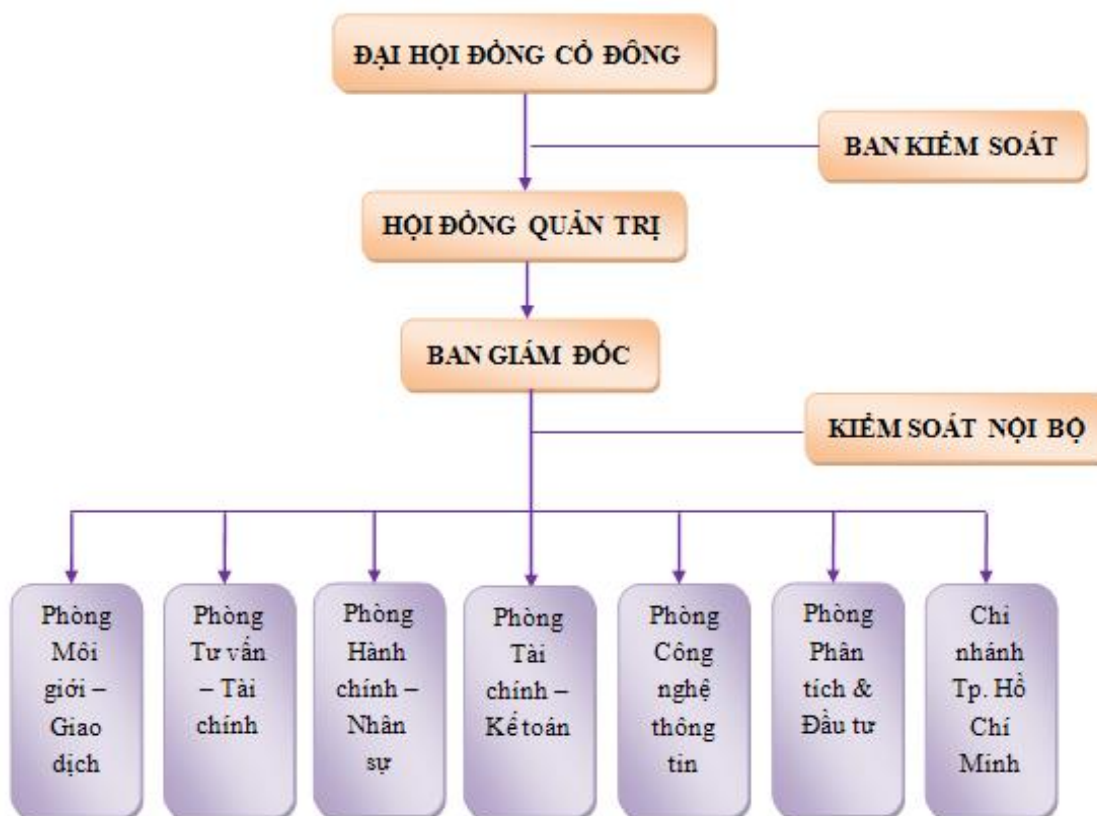 ĐẠI HỘI ĐỒNG CỔ ĐÔNG
BAN KIỂM SOÁT
HỘI ĐỒNG QUẢN TRỊ
BAN GIÁM ĐỐC
KIỂM SOÁT NỘI BỘ
Phòng
Môi
giới –
Giao
dịch
Phòng
Tư vấn
– Tài
chính
Phòng
Hành
chính –
Nhân
sự
Phòng
Tài
chính –
Kế toán
Phòng
Công
nghệ
thông
tin
Phòng
Phân
tích &
Đầu tư
Chi
nhánh
Tp. Hồ
Chí
Minh